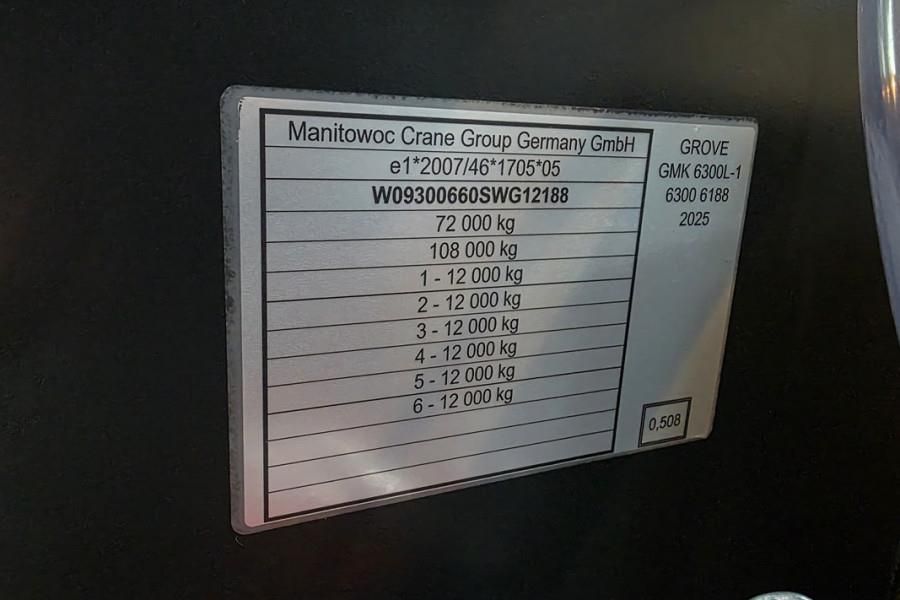 Manitowoc Crane Group Germany GmbH
e1*2007/46*1705*05
W09300660SWG12188
72 000 kg
108 000 kg
1 - 12 000 kg
2 - 12 000 kg
3 - 12 000 kg
4 - 12 000 kg
5 - 12 000 kg
6 - 12 000 kg
GROVE
GMK 6300L-1
6300 6188
2025
0,508